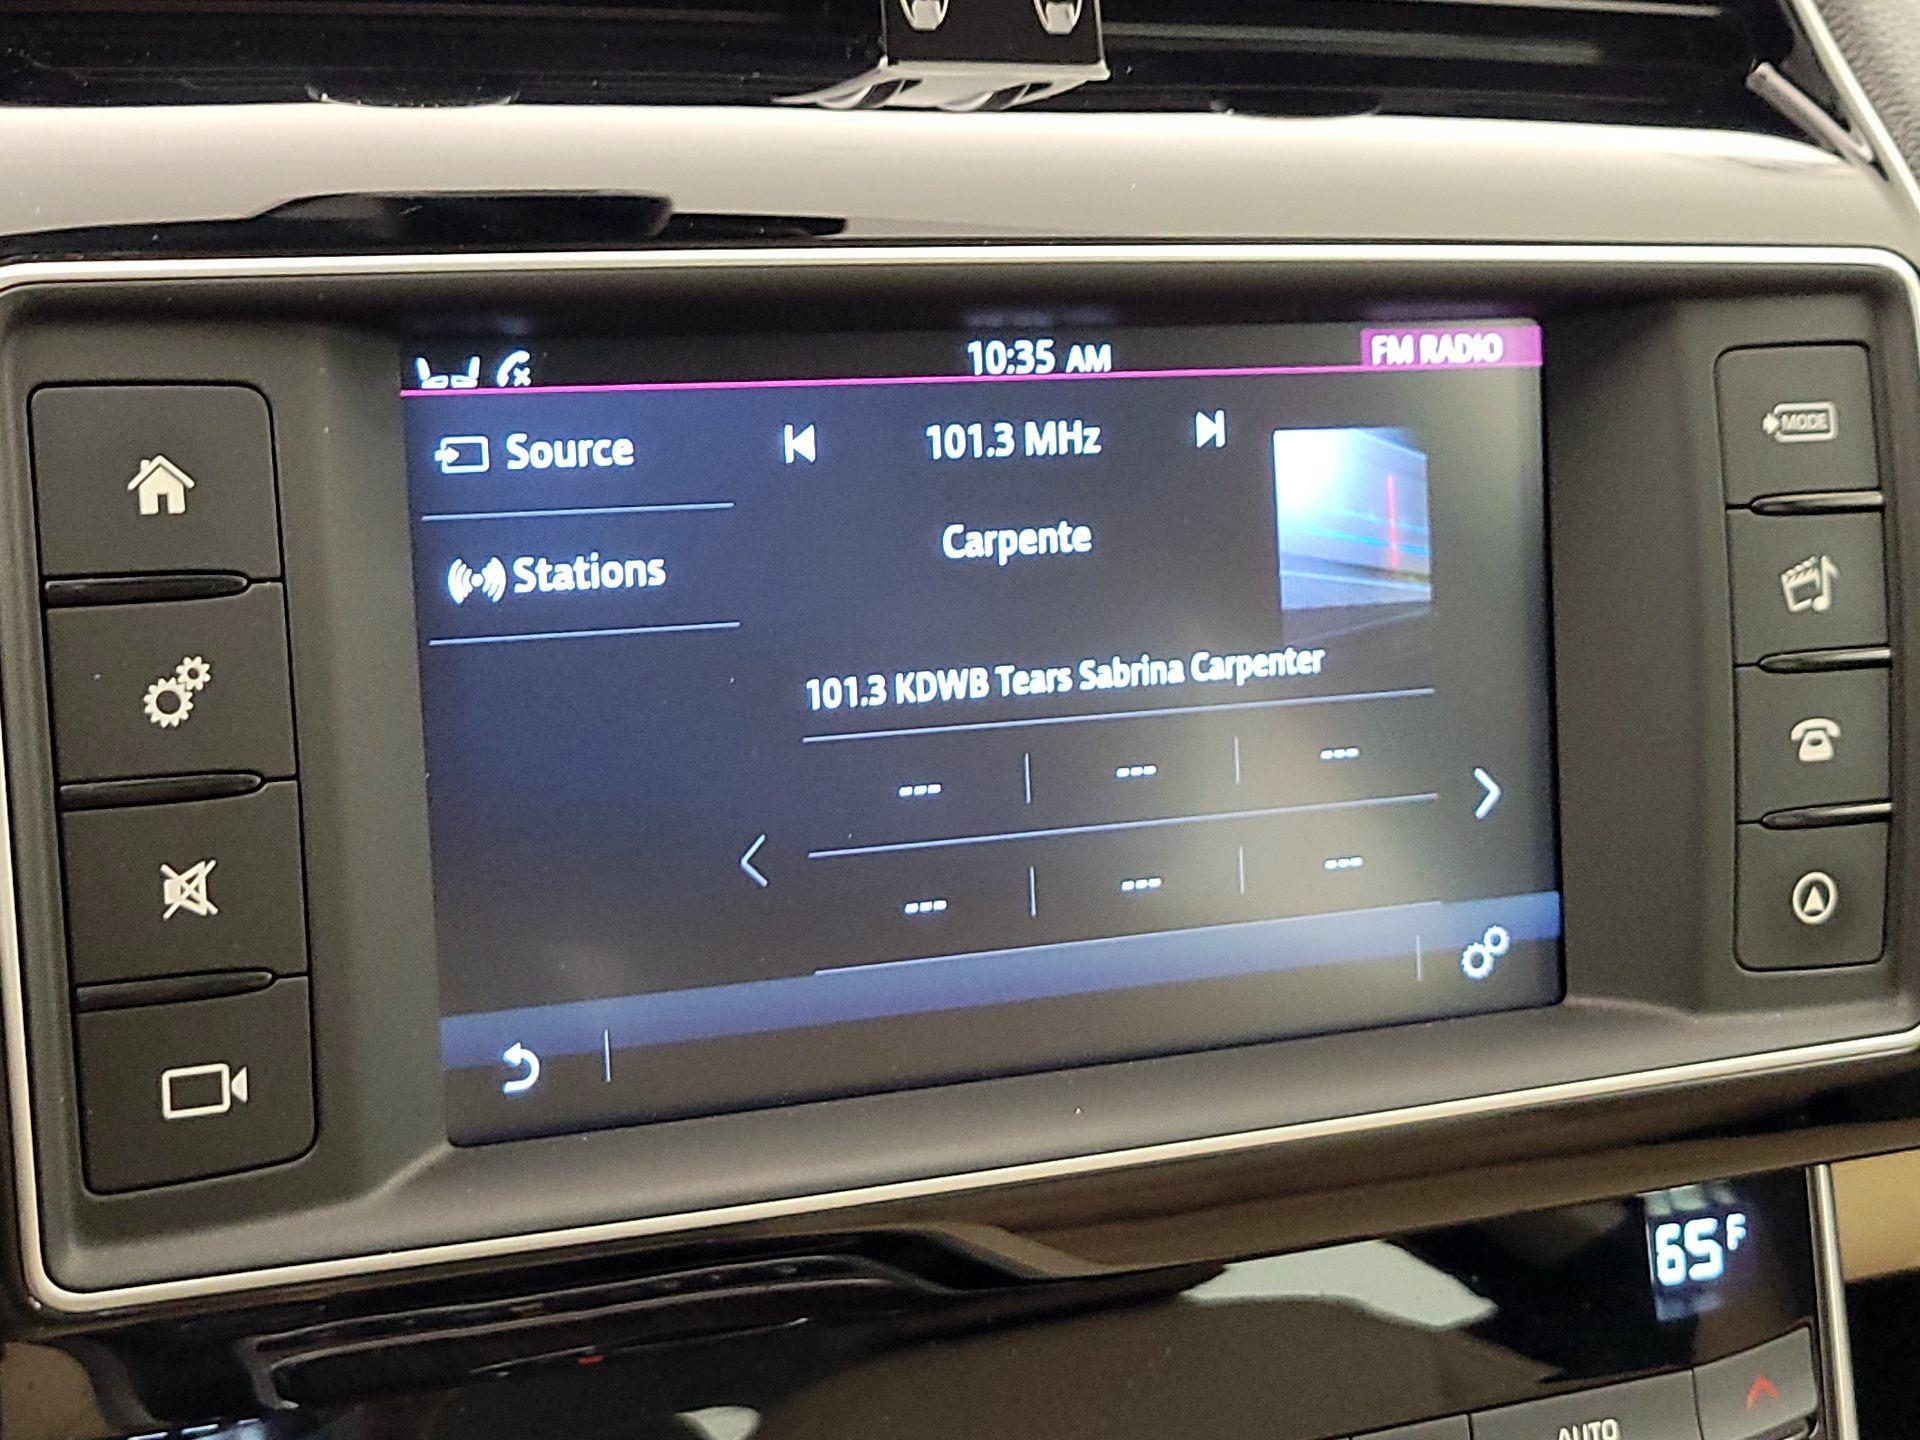 10:35 AM
FM RADIO
MODE
Source
101.3 MHz
Carpente
Stations
101.3 KDWB Tears Sabrina Carpenter
--- --- ---
--- --- ---
65 F
AUTO